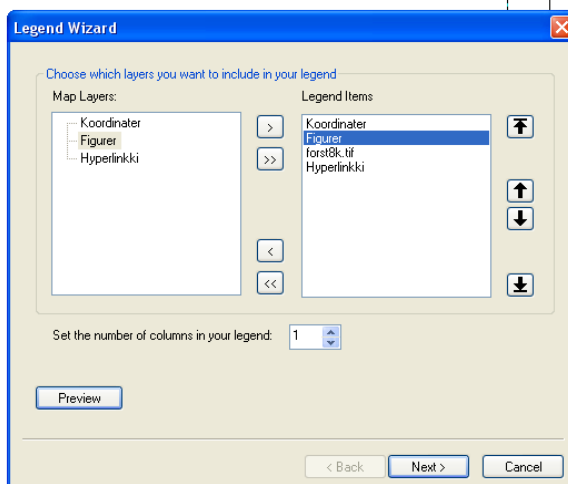 Legend Wizard
Choose which layers you want to include in your legend
Map Layers:
Legend Items
Koordinater
Figurer
Hyperlinkki
>
>>
<
<<
Koordinater
Figurer
forst8k.tif
Hyperlinkki
Set the number of columns in your legend:
1
Preview
< Back
Next >
Cancel